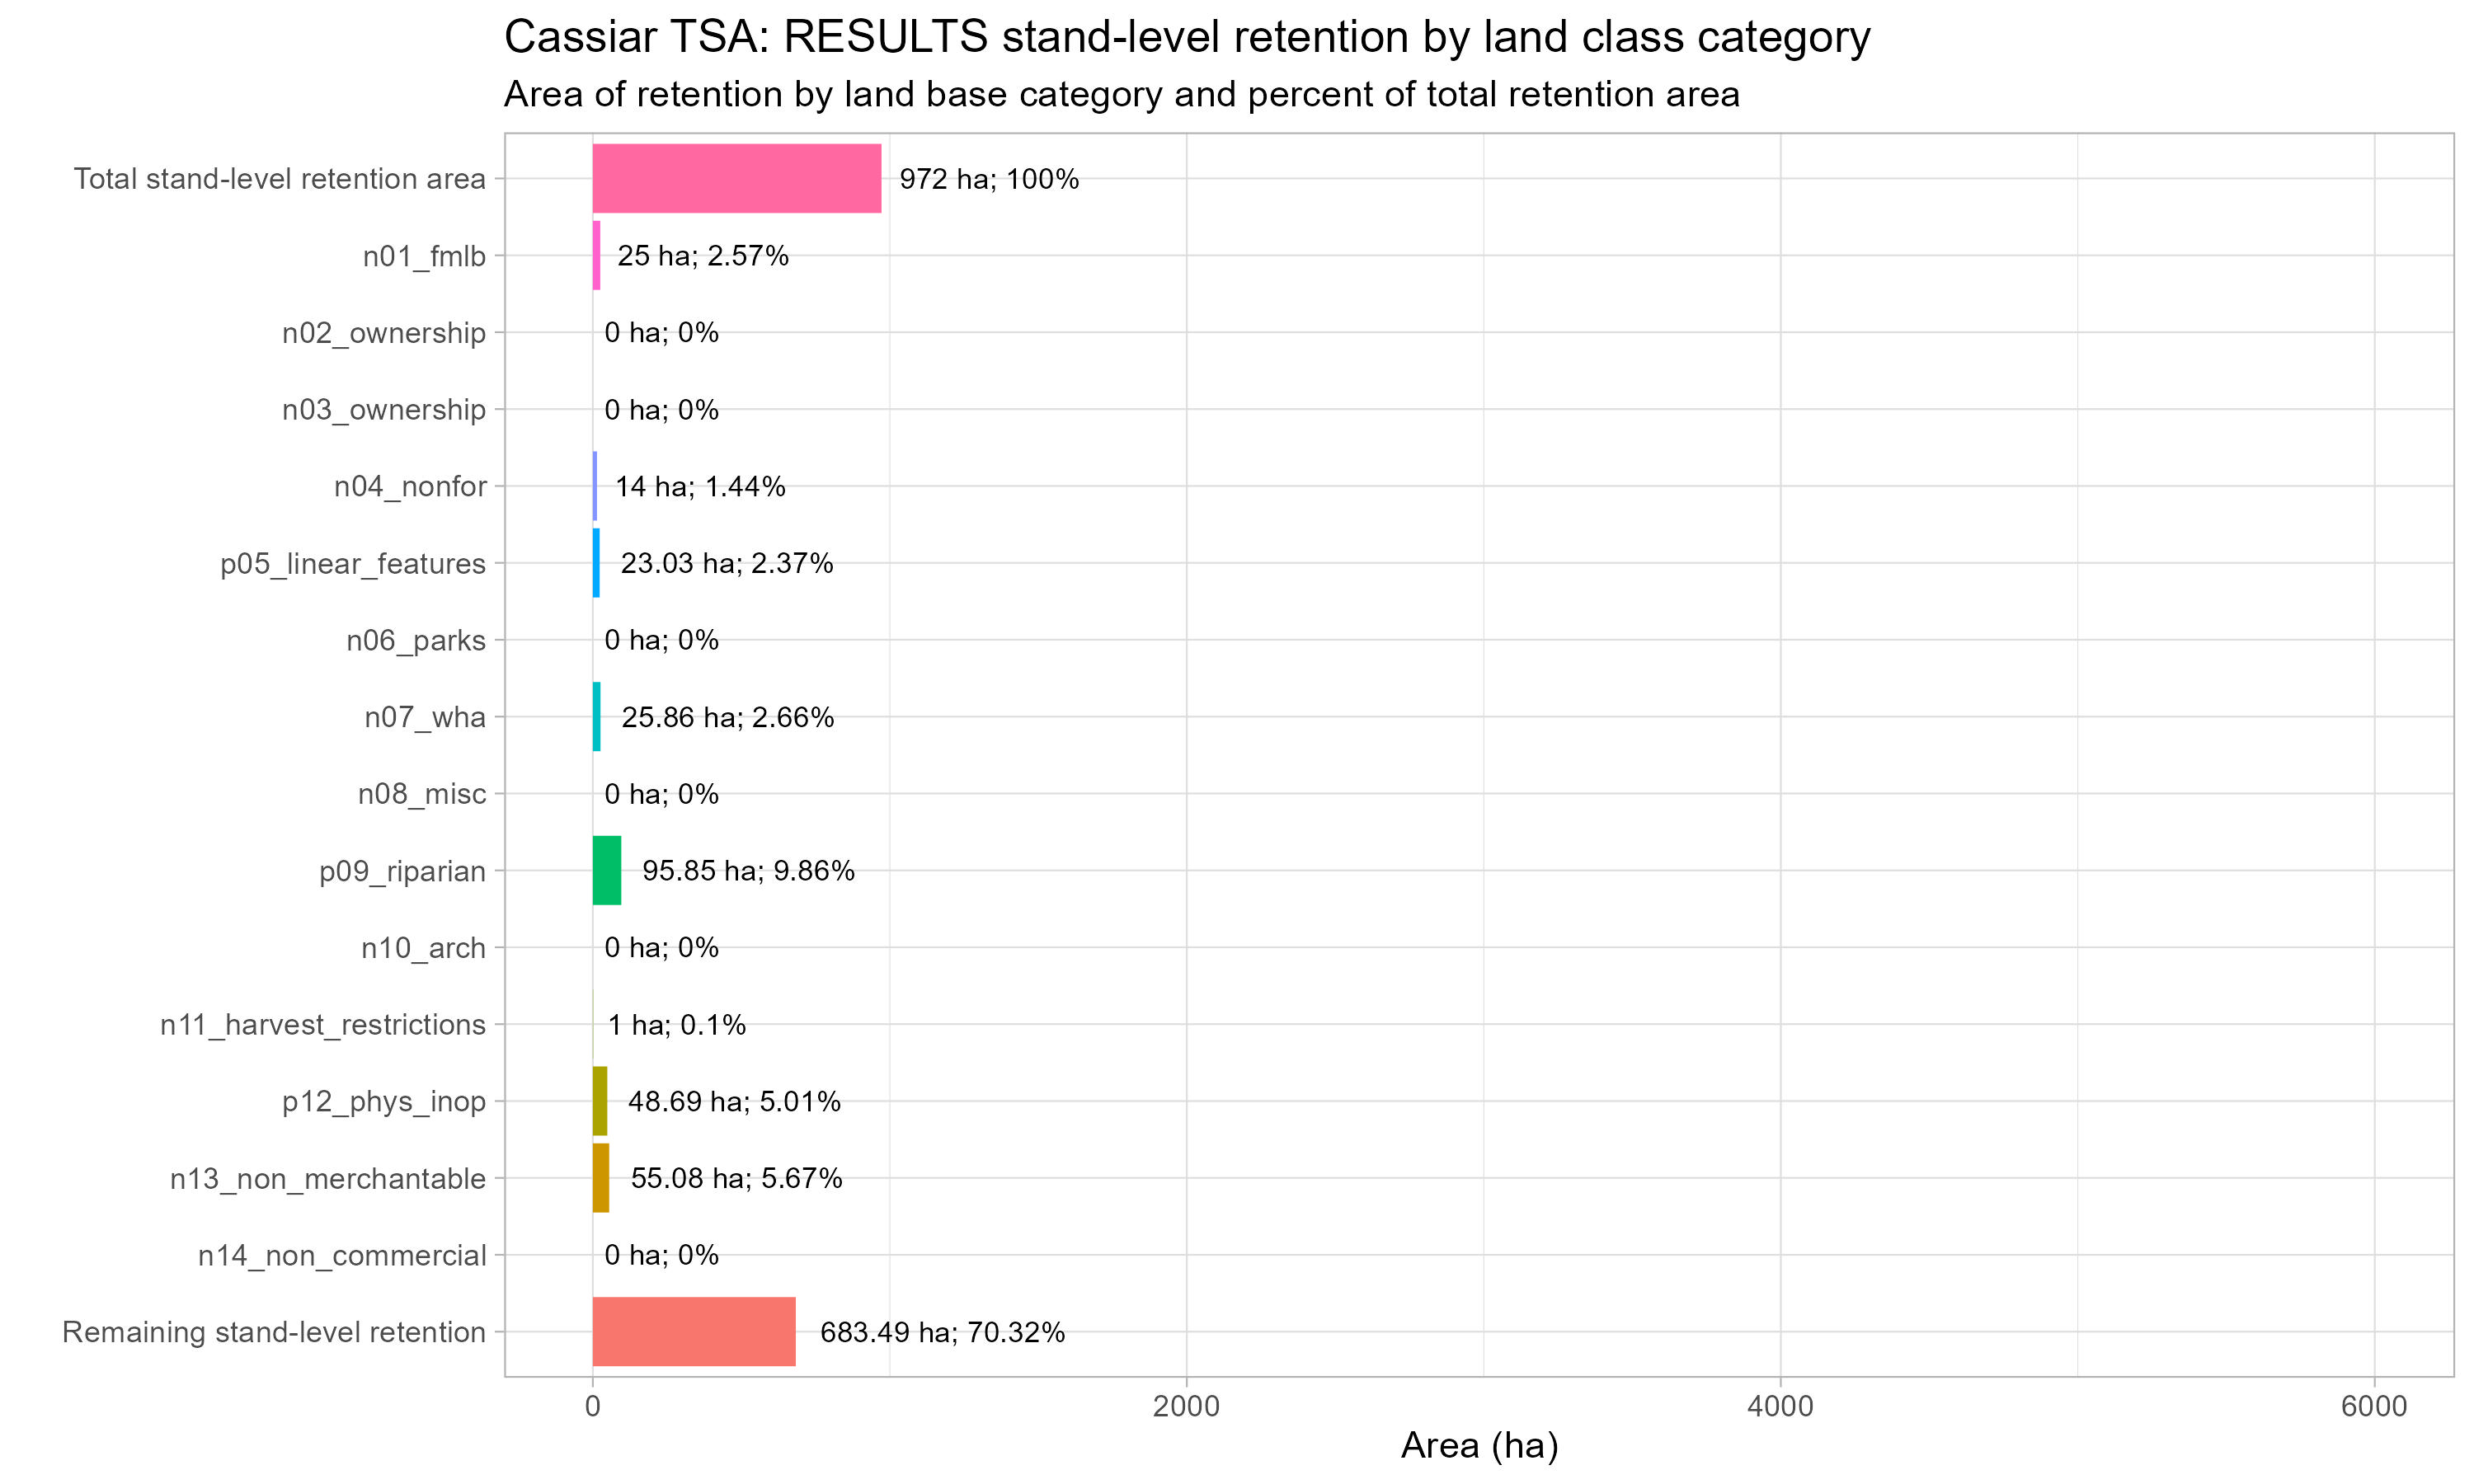 Cassiar TSA: RESULTS stand-level retention by land class category
Area of retention by land base category and percent of total retention area
Total stand-level retention area 972 ha; 100%
n01_fmlb 25 ha; 2.57%
n02_ownership 0 ha; 0%
n03_ownership 0 ha; 0%
n04_nonfor 14 ha; 1.44%
p05_linear_features 23.03 ha; 2.37%
n06_parks 0 ha; 0%
n07_wha 25.86 ha; 2.66%
n08_misc 0 ha; 0%
p09_riparian 95.85 ha; 9.86%
n10_arch 0 ha; 0%
n11_harvest_restrictions 1 ha; 0.1%
p12_phys_inop 48.69 ha; 5.01%
n13_non_merchantable 55.08 ha; 5.67%
n14_non_commercial 0 ha; 0%
Remaining stand-level retention 683.49 ha; 70.32%
0 2000 4000 6000
Area (ha)